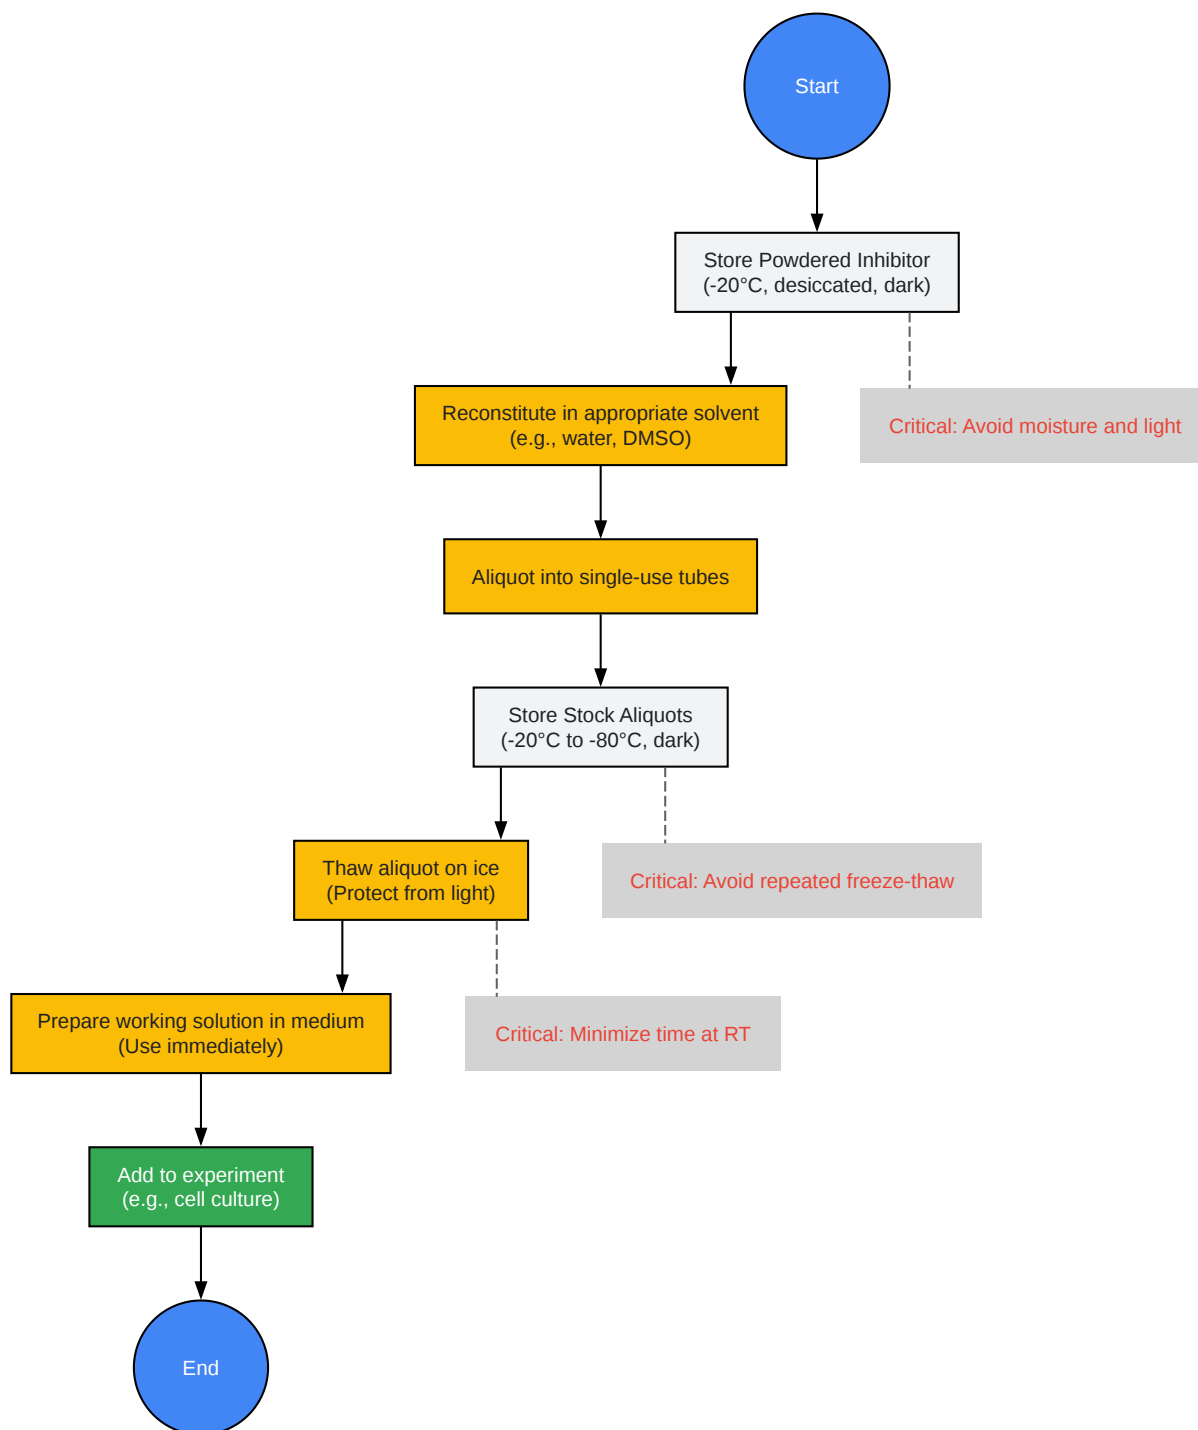 Start
Store Powdered Inhibitor
(-20°C, desiccated, dark)
Reconstitute in appropriate solvent
(e.g., water, DMSO)
Critical: Avoid moisture and light
Aliquot into single-use tubes
Store Stock Aliquots
(-20°C to -80°C, dark)
Thaw aliquot on ice
(Protect from light)
Critical: Avoid repeated freeze-thaw
Prepare working solution in medium
(Use immediately)
Critical: Minimize time at RT
Add to experiment
(e.g., cell culture)
End